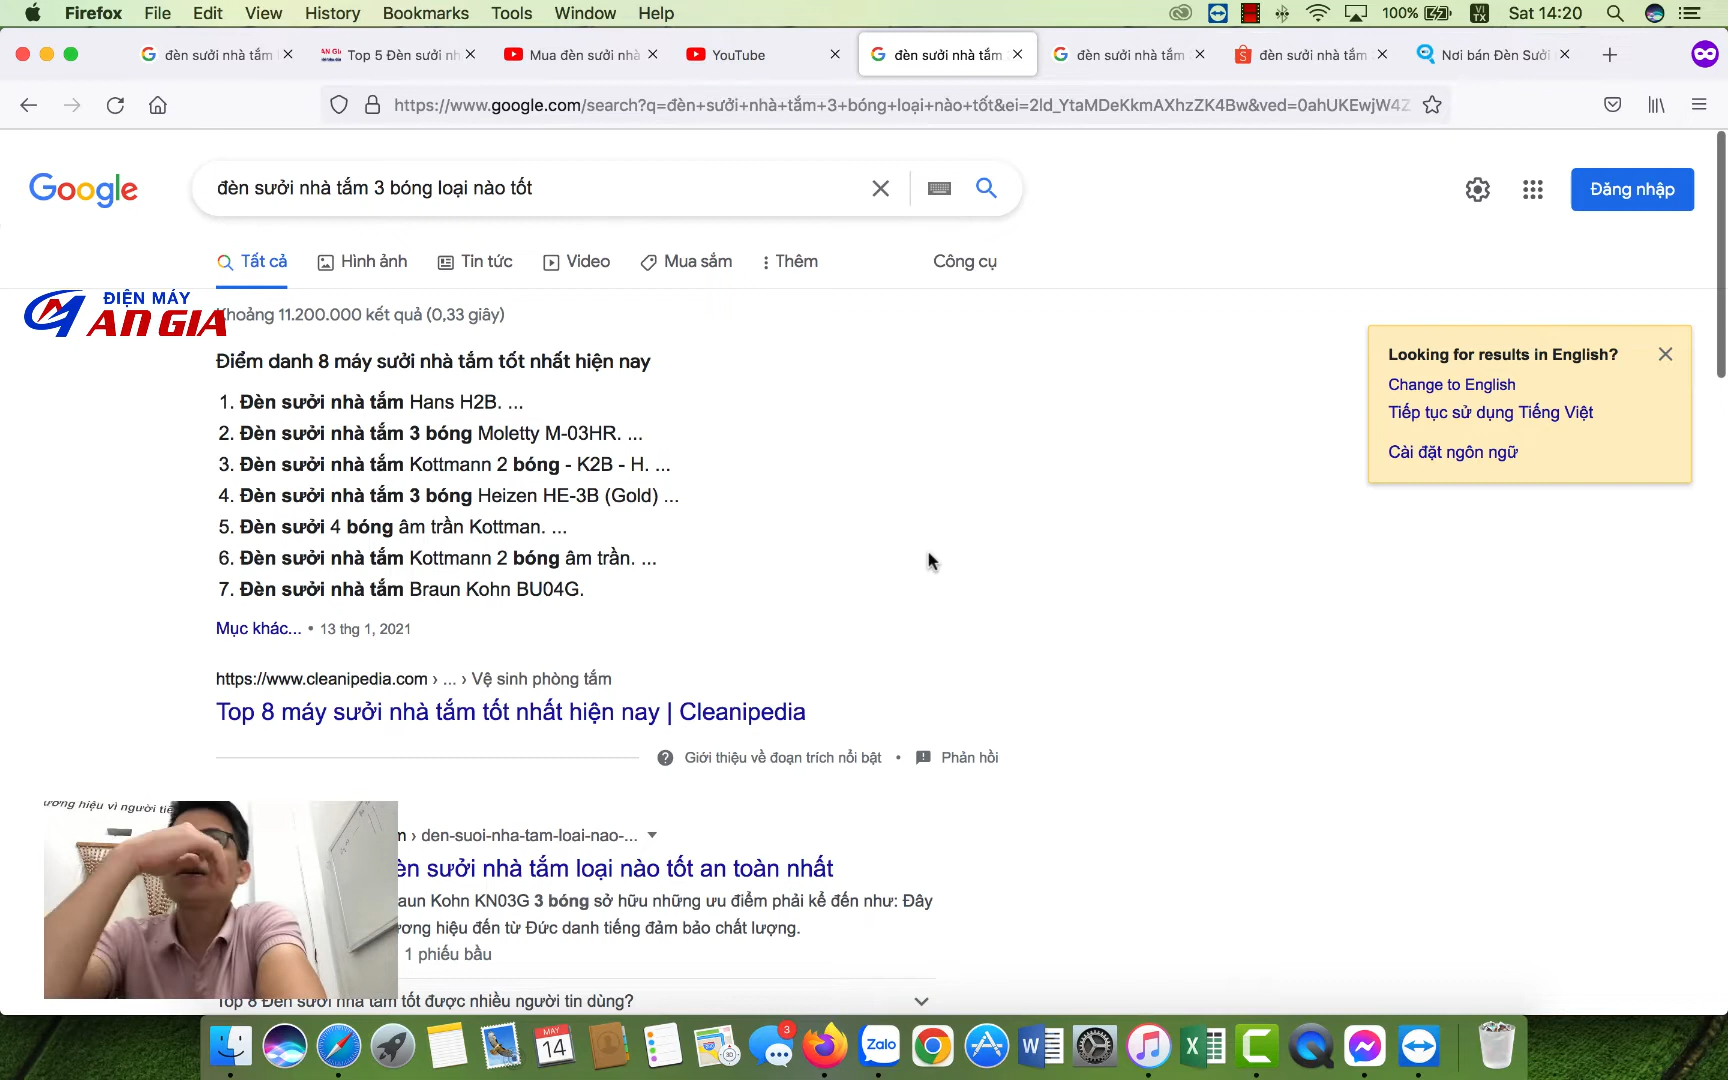 Firefox File Edit View History Bookmarks Tools Window Help 100% VI TX Sat 14:20
đèn sưởi nhà tắm
AN GIA Top 5 Đèn sưởi nh
Mua đèn sưởi nhà
YouTube
đèn sưởi nhà tắm
đèn sưởi nhà tắm
đèn sưởi nhà tắm
Nơi bán Đèn Sưởi
https://www.google.com/search?q=đèn+sưởi+nhà+tắm+3+bóng+loại+nào+tốt&ei=2ld_YtaMDeKkmAXhzZK4Bw&ved=0ahUKEwjW4Z
Google
đèn sưởi nhà tắm 3 bóng loại nào tốt
Đăng nhập
Tất cả Hình ảnh Tin tức Video Mua sắm Thêm Công cụ
ĐIỆN MÁY
AN GIA
Khoảng 11.200.000 kết quả (0,33 giây)
Điểm danh 8 máy sưởi nhà tắm tốt nhất hiện nay
1. Đèn sưởi nhà tắm Hans H2B. ...
2. Đèn sưởi nhà tắm 3 bóng Moletty M-03HR. ...
3. Đèn sưởi nhà tắm Kottmann 2 bóng - K2B - H. ...
4. Đèn sưởi nhà tắm 3 bóng Heizen HE-3B (Gold) ...
5. Đèn sưởi 4 bóng âm trần Kottman. ...
6. Đèn sưởi nhà tắm Kottmann 2 bóng âm trần. ...
7. Đèn sưởi nhà tắm Braun Kohn BU04G.
Mục khác... • 13 thg 1, 2021
Looking for results in English?
Change to English
Tiếp tục sử dụng Tiếng Việt
Cài đặt ngôn ngữ
https://www.cleanipedia.com › ... › Vệ sinh phòng tắm
Top 8 máy sưởi nhà tắm tốt nhất hiện nay | Cleanipedia
Giới thiệu về đoạn trích nổi bật • Phản hồi
ương hiệu vì người tiê
m › den-suoi-nha-tam-loai-nao-...
èn sưởi nhà tắm loại nào tốt an toàn nhất
aun Kohn KN03G 3 bóng sở hữu những ưu điểm phải kể đến như: Đây
ương hiệu đến từ Đức danh tiếng đảm bảo chất lượng.
1 phiếu bầu
Top 8 Đèn sưởi nhà tắm tốt được nhiều người tin dùng?
MAY
14
3
Zalo